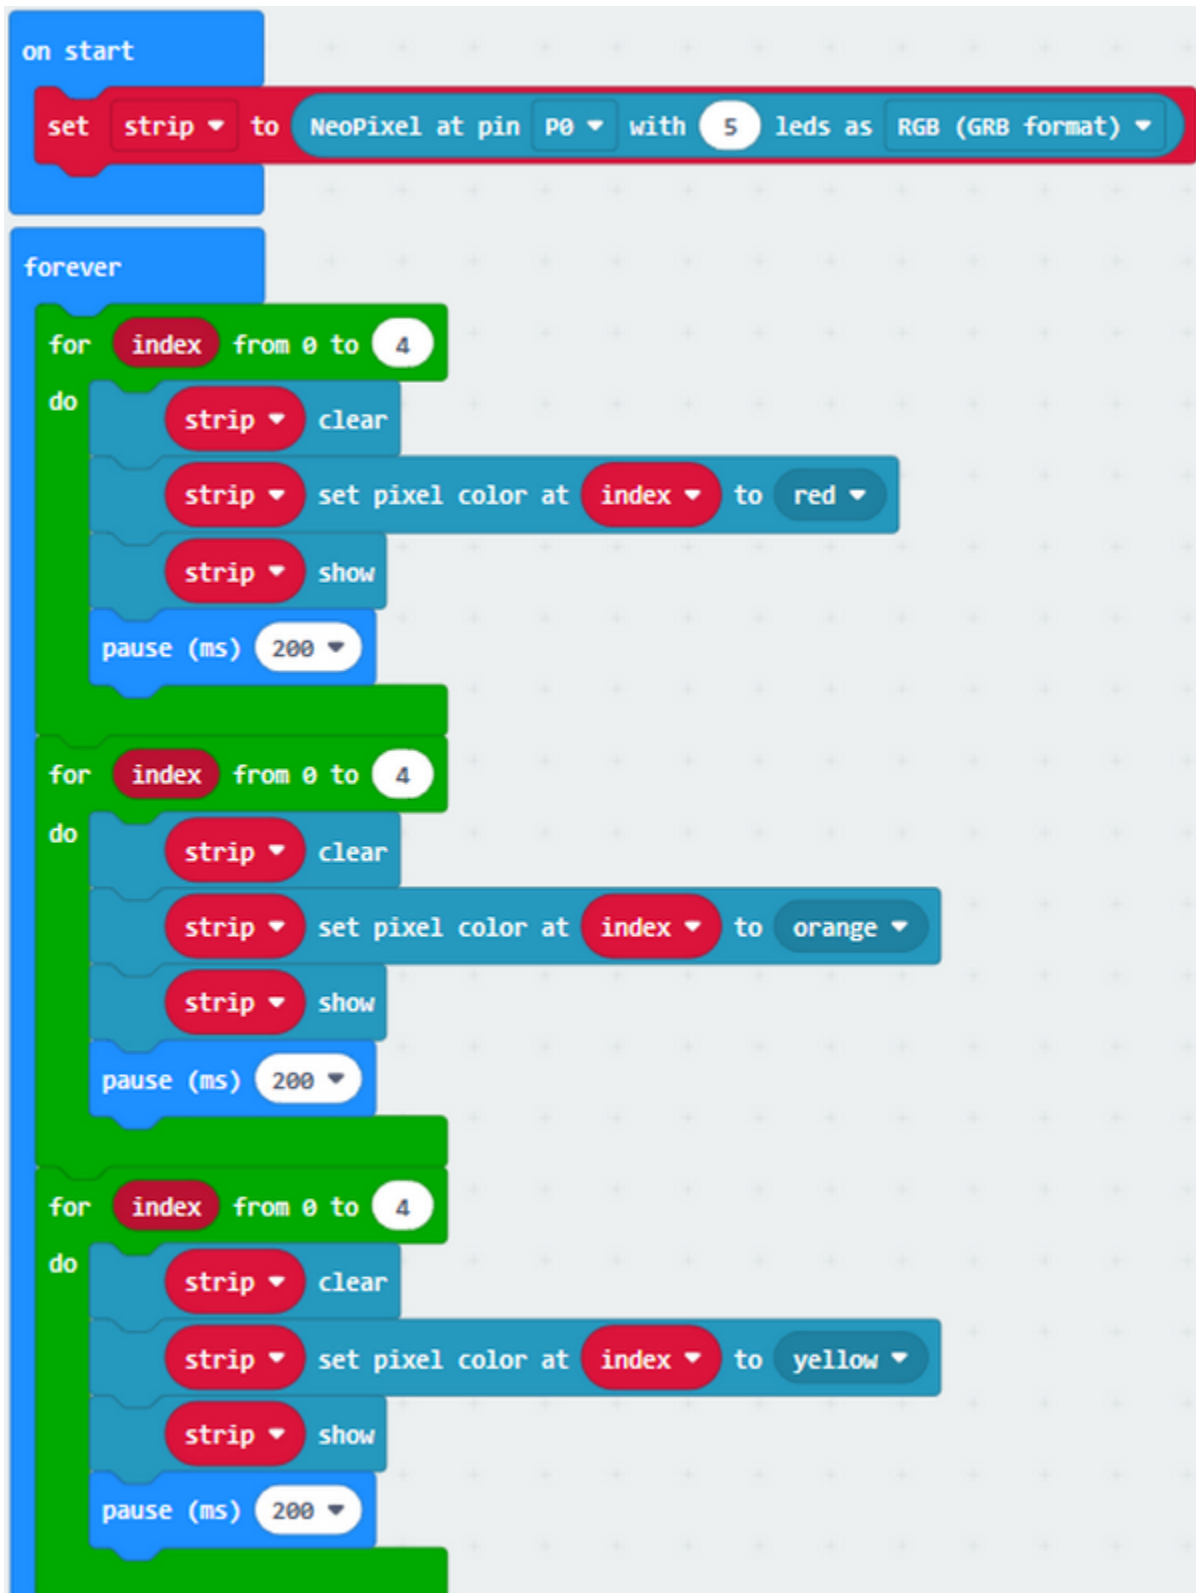 on start
set strip to NeoPixel at pin P0 with 5 leds as RGB (GRB format)
forever
for index from 0 to 4
do
strip clear
strip set pixel color at index to red
strip show
pause (ms) 200
for index from 0 to 4
do
strip clear
strip set pixel color at index to orange
strip show
pause (ms) 200
for index from 0 to 4
do
strip clear
strip set pixel color at index to yellow
strip show
pause (ms) 200